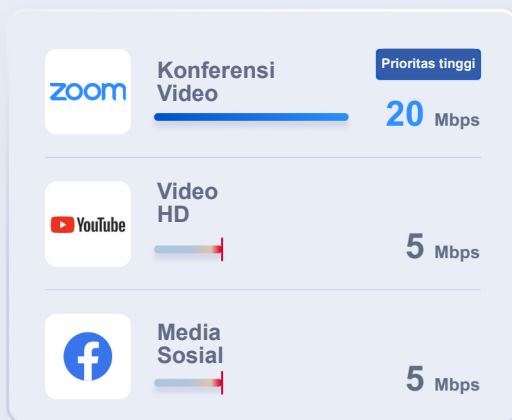 zoom
Konferensi
Video
Prioritas tinggi
20 Mbps
YouTube
Video
HD
5 Mbps
Media
Sosial
5 Mbps